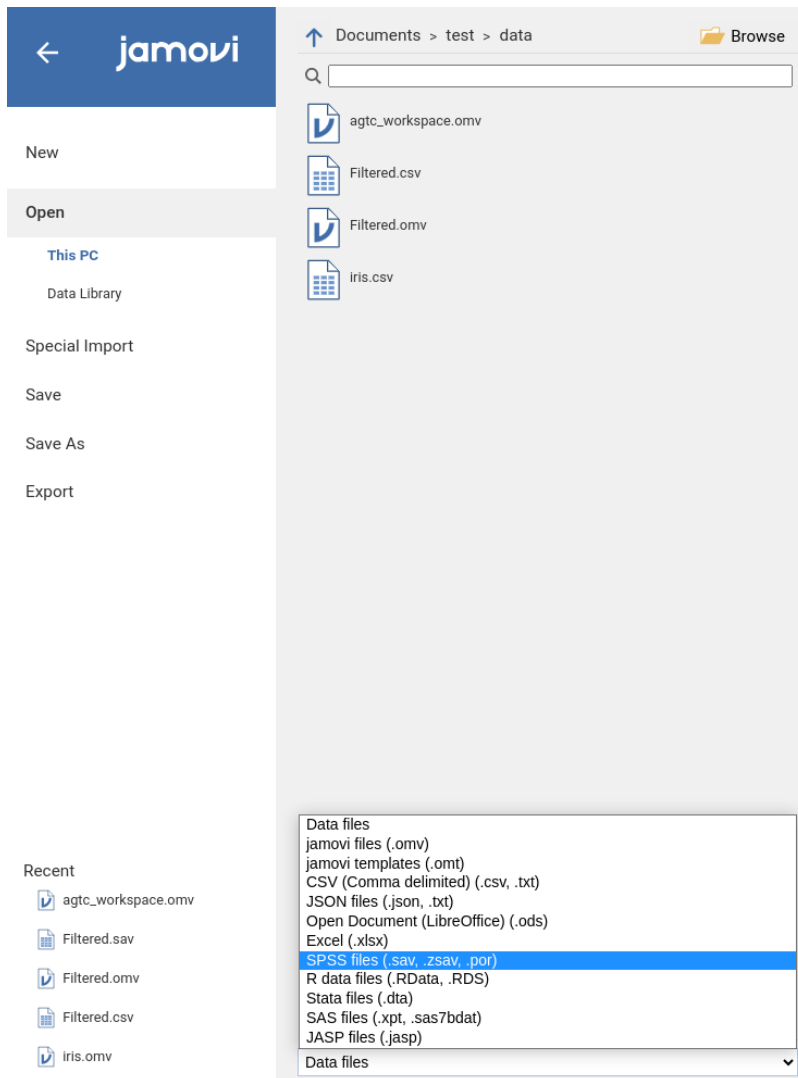 jamovi
New
Open
This PC
Data Library
Special Import
Save
Save As
Export
Recent
agtc_workspace.omv
Filtered.sav
Filtered.omv
Filtered.csv
iris.omv
Documents > test > data
Browse
agtc_workspace.omv
Filtered.csv
Filtered.omv
iris.csv
Data files
jamovi files (.omv)
jamovi templates (.omt)
CSV (Comma delimited) (.csv, .txt)
JSON files (.json, .txt)
Open Document (LibreOffice) (.ods)
Excel (.xlsx)
SPSS files (.sav, .zsav, .por)
R data files (.RData, .RDS)
Stata files (.dta)
SAS files (.xpt, .sas7bdat)
JASP files (.jasp)
Data files